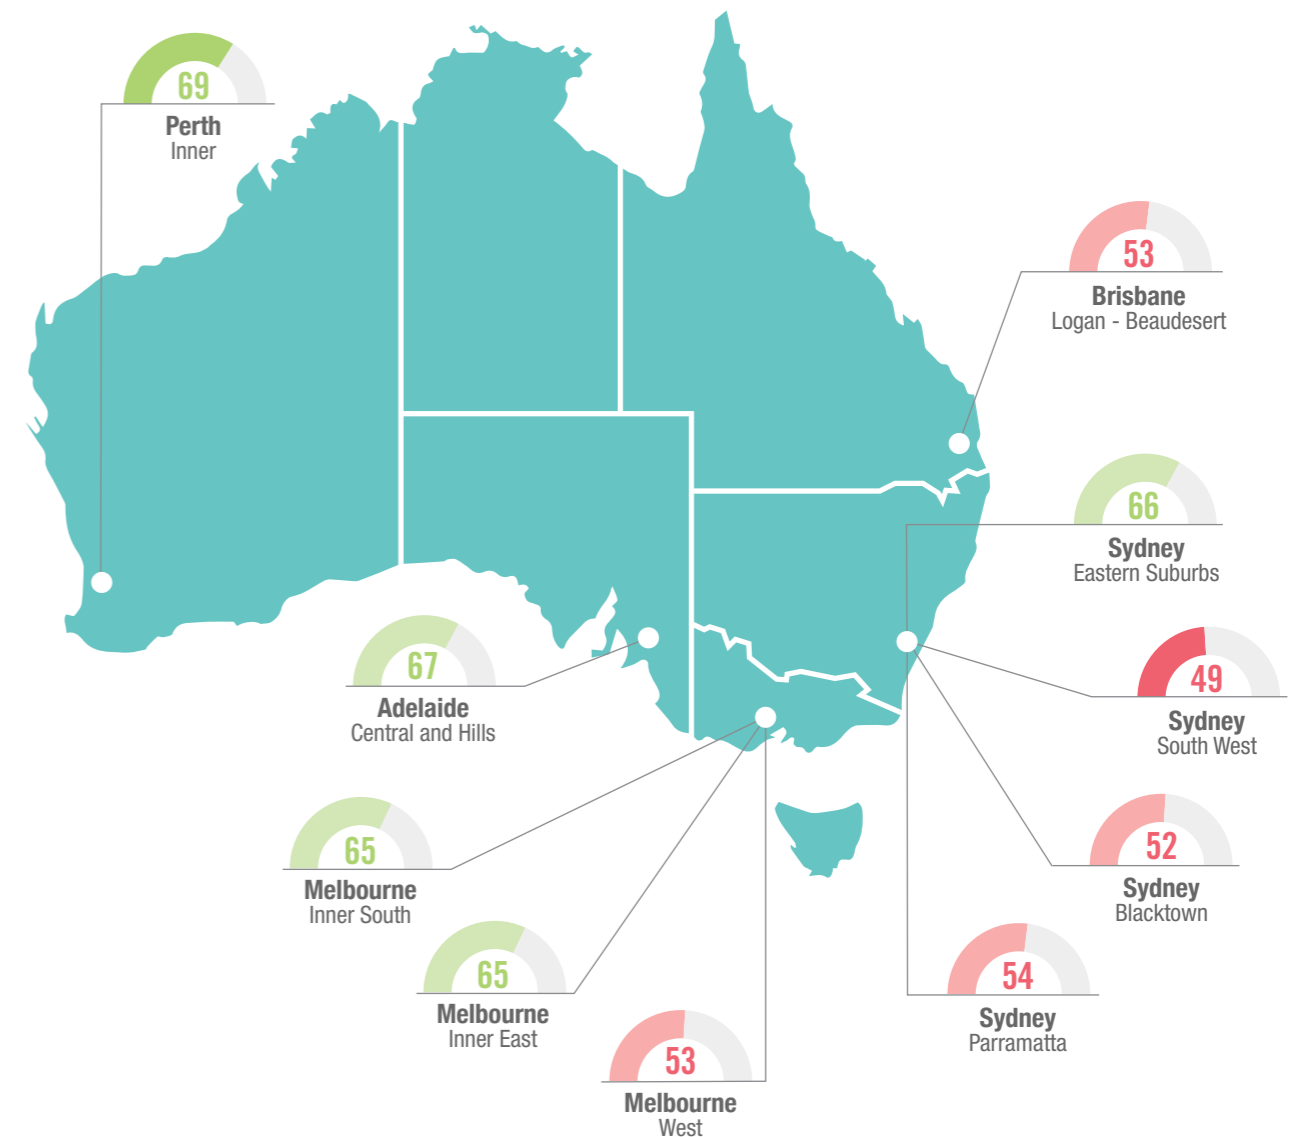 69
Perth
Inner
53
Brisbane
Logan - Beaudesert
66
Sydney
Eastern Suburbs
67
Adelaide
Central and Hills
49
Sydney
South West
65
Melbourne
Inner South
52
Sydney
Blacktown
65
Melbourne
Inner East
54
Sydney
Parramatta
53
Melbourne
West